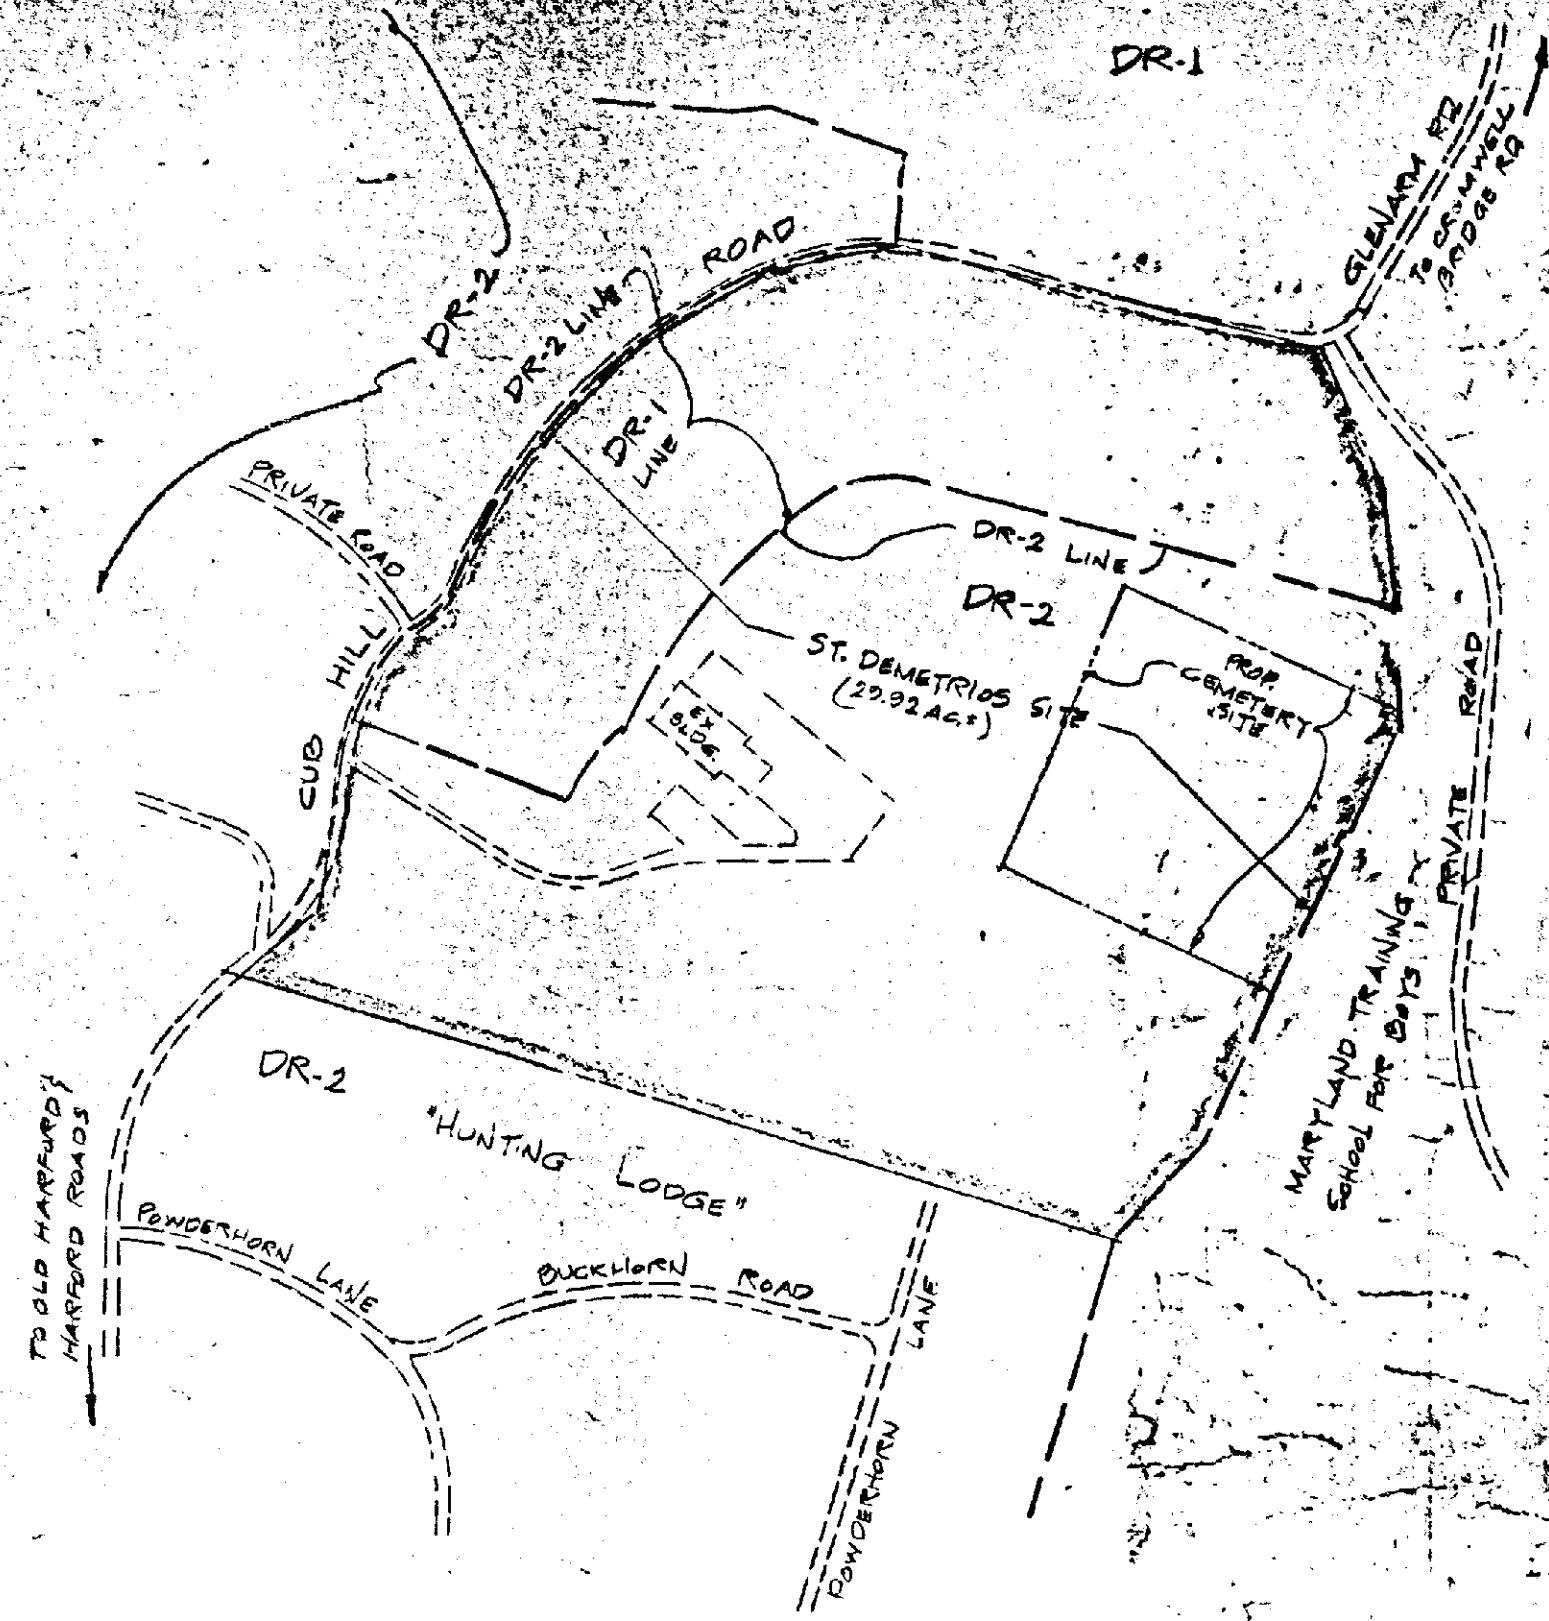 DR-1
GLENARM RD
TO CROMWELL
BRIDGE RD
ROAD
DR-2
DR-2 LINE
DR-1
LINE
PRIVATE ROAD
DR-2 LINE
DR-2
HILL
CUB
ST. DEMETRIOS SITE
(29.92 AC.±)
PROP.
CEMETERY
SITE
EX
BLDG.
PRIVATE ROAD
MARYLAND TRAINING
SCHOOL FOR BOYS
DR-2
"HUNTING LODGE"
TO OLD HARFORD &
HARFORD ROADS
POWDERHORN LANE
BUCKHORN ROAD
POWDERHORN LANE